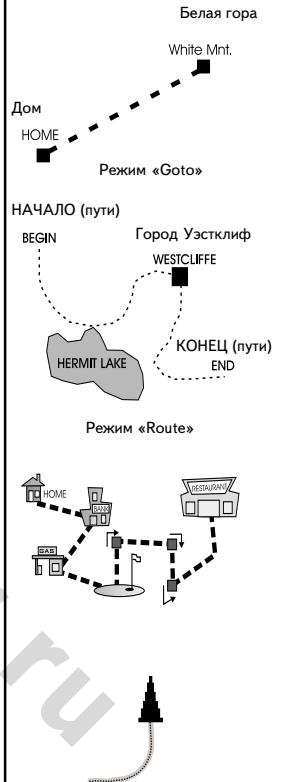 Белая гора
White Mnt.
Дом
HOME
Режим «Goto»
НАЧАЛО (пути)
BEGIN
Город Уэстклиф
WESTCLIFFE
HERMIT LAKE
КОНЕЦ (пути)
END
Режим «Route»
HOME
BANK
RESTAURANT
GAS
.ru